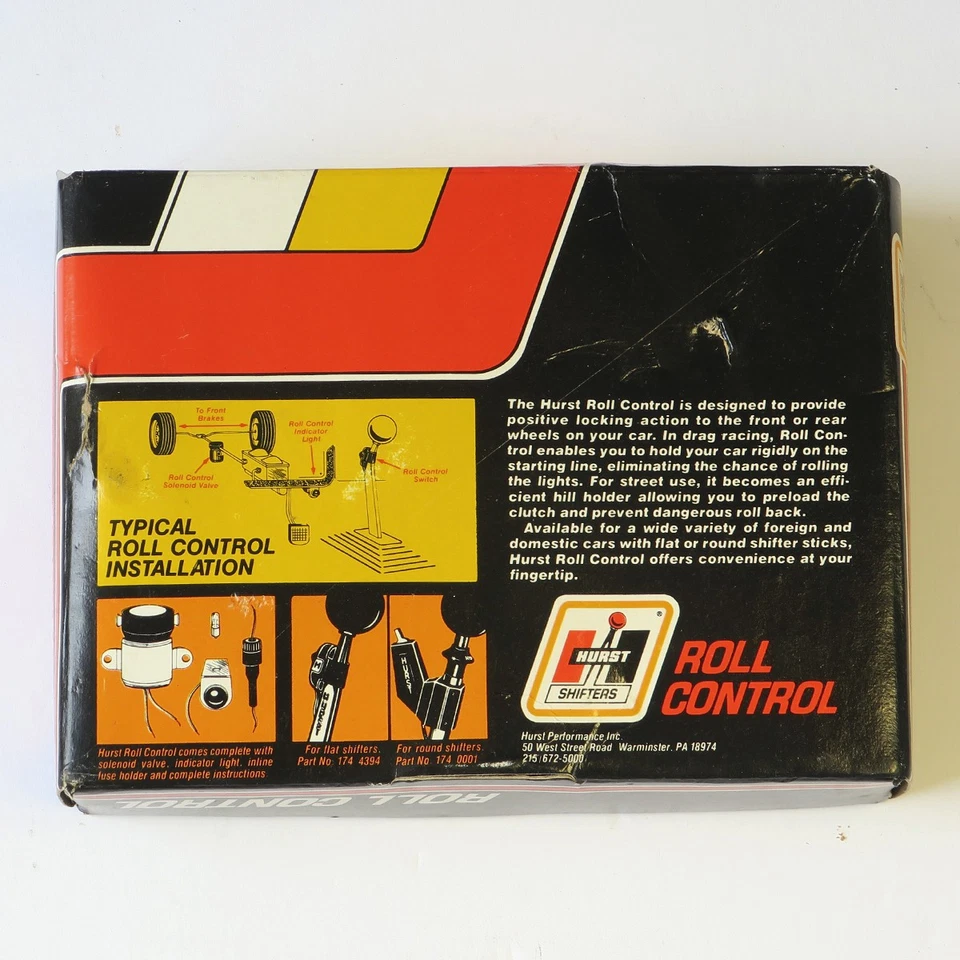 To Front
Brakes
Roll Control
Indicator
Light
Roll Control
Solenoid Valve
Roll Control
Switch
TYPICAL
ROLL CONTROL
INSTALLATION
The Hurst Roll Control is designed to provide
positive locking action to the front or rear
wheels on your car. In drag racing, Roll Con-
trol enables you to hold your car rigidly on the
starting line, eliminating the chance of rolling
the lights. For street use, it becomes an effi-
cient hill holder allowing you to preload the
clutch and prevent dangerous roll back.
Available for a wide variety of foreign and
domestic cars with flat or round shifter sticks,
Hurst Roll Control offers convenience at your
fingertip.
HURST
HURST
Hurst Roll Control comes complete with
solenoid valve, indicator light, inline
fuse holder and complete instructions.
For flat shifters.
Part No. 174 4394
For round shifters.
Part No. 174 0001
®
HURST
SHIFTERS
ROLL
CONTROL
Hurst Performance Inc.
50 West Street Road Warminster, PA 18974
215/672-5000
ROLL CONTROL